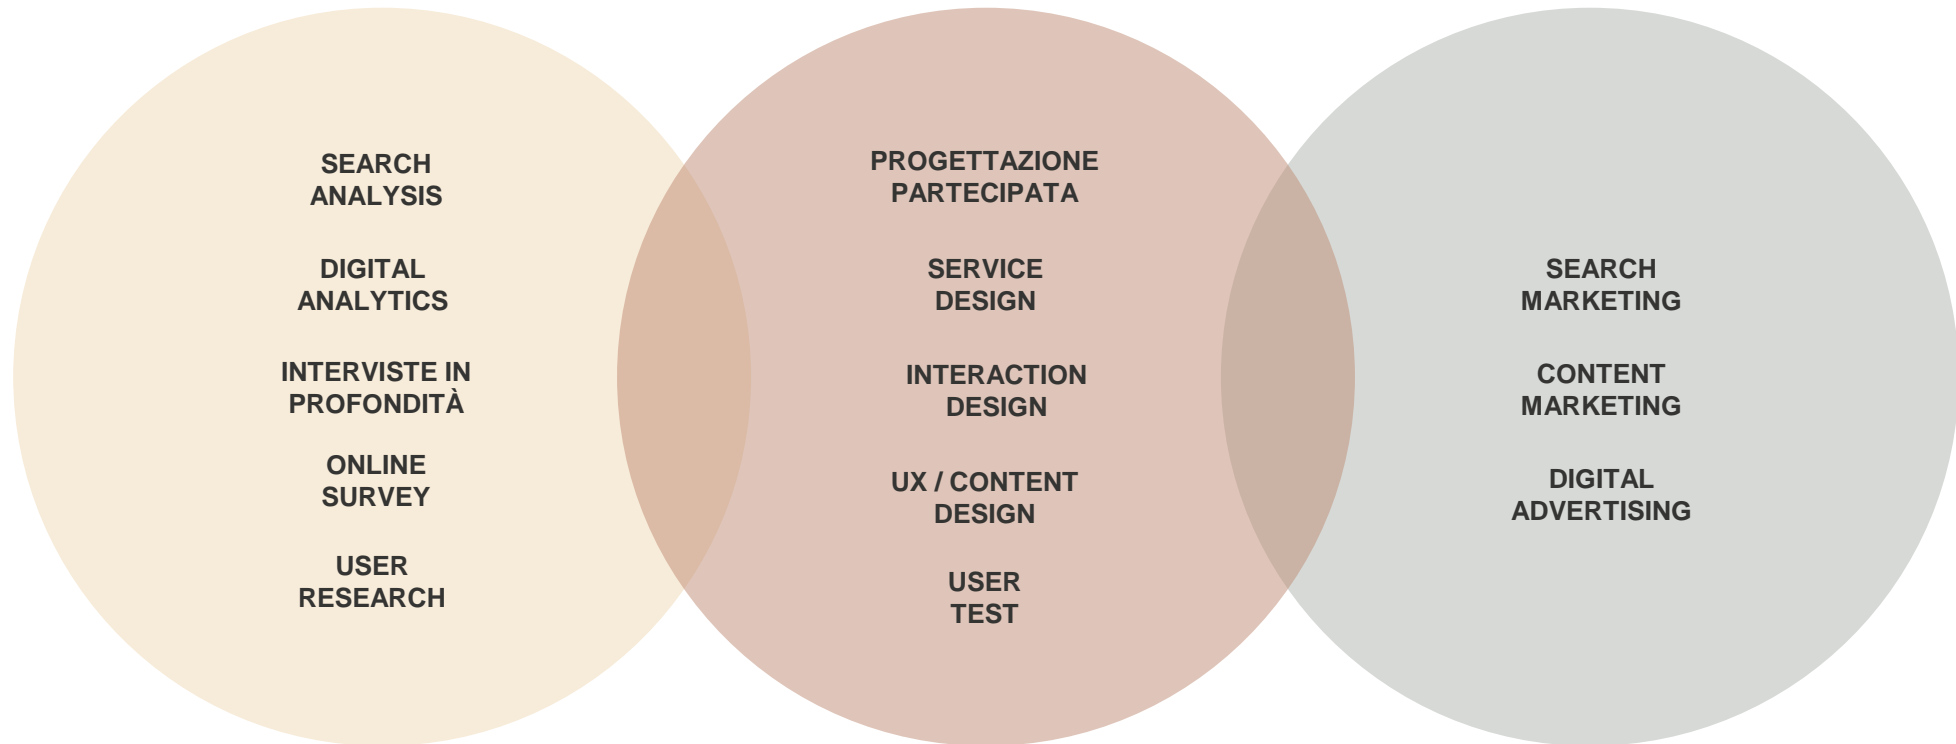 SEARCH
ANALYSIS
DIGITAL
ANALYTICS
INTERVISTE IN
PROFONDITÀ
ONLINE
SURVEY
USER
RESEARCH
PROGETTAZIONE
PARTECIPATA
SERVICE
DESIGN
INTERACTION
DESIGN
UX / CONTENT
DESIGN
USER
TEST
SEARCH
MARKETING
CONTENT
MARKETING
DIGITAL
ADVERTISING